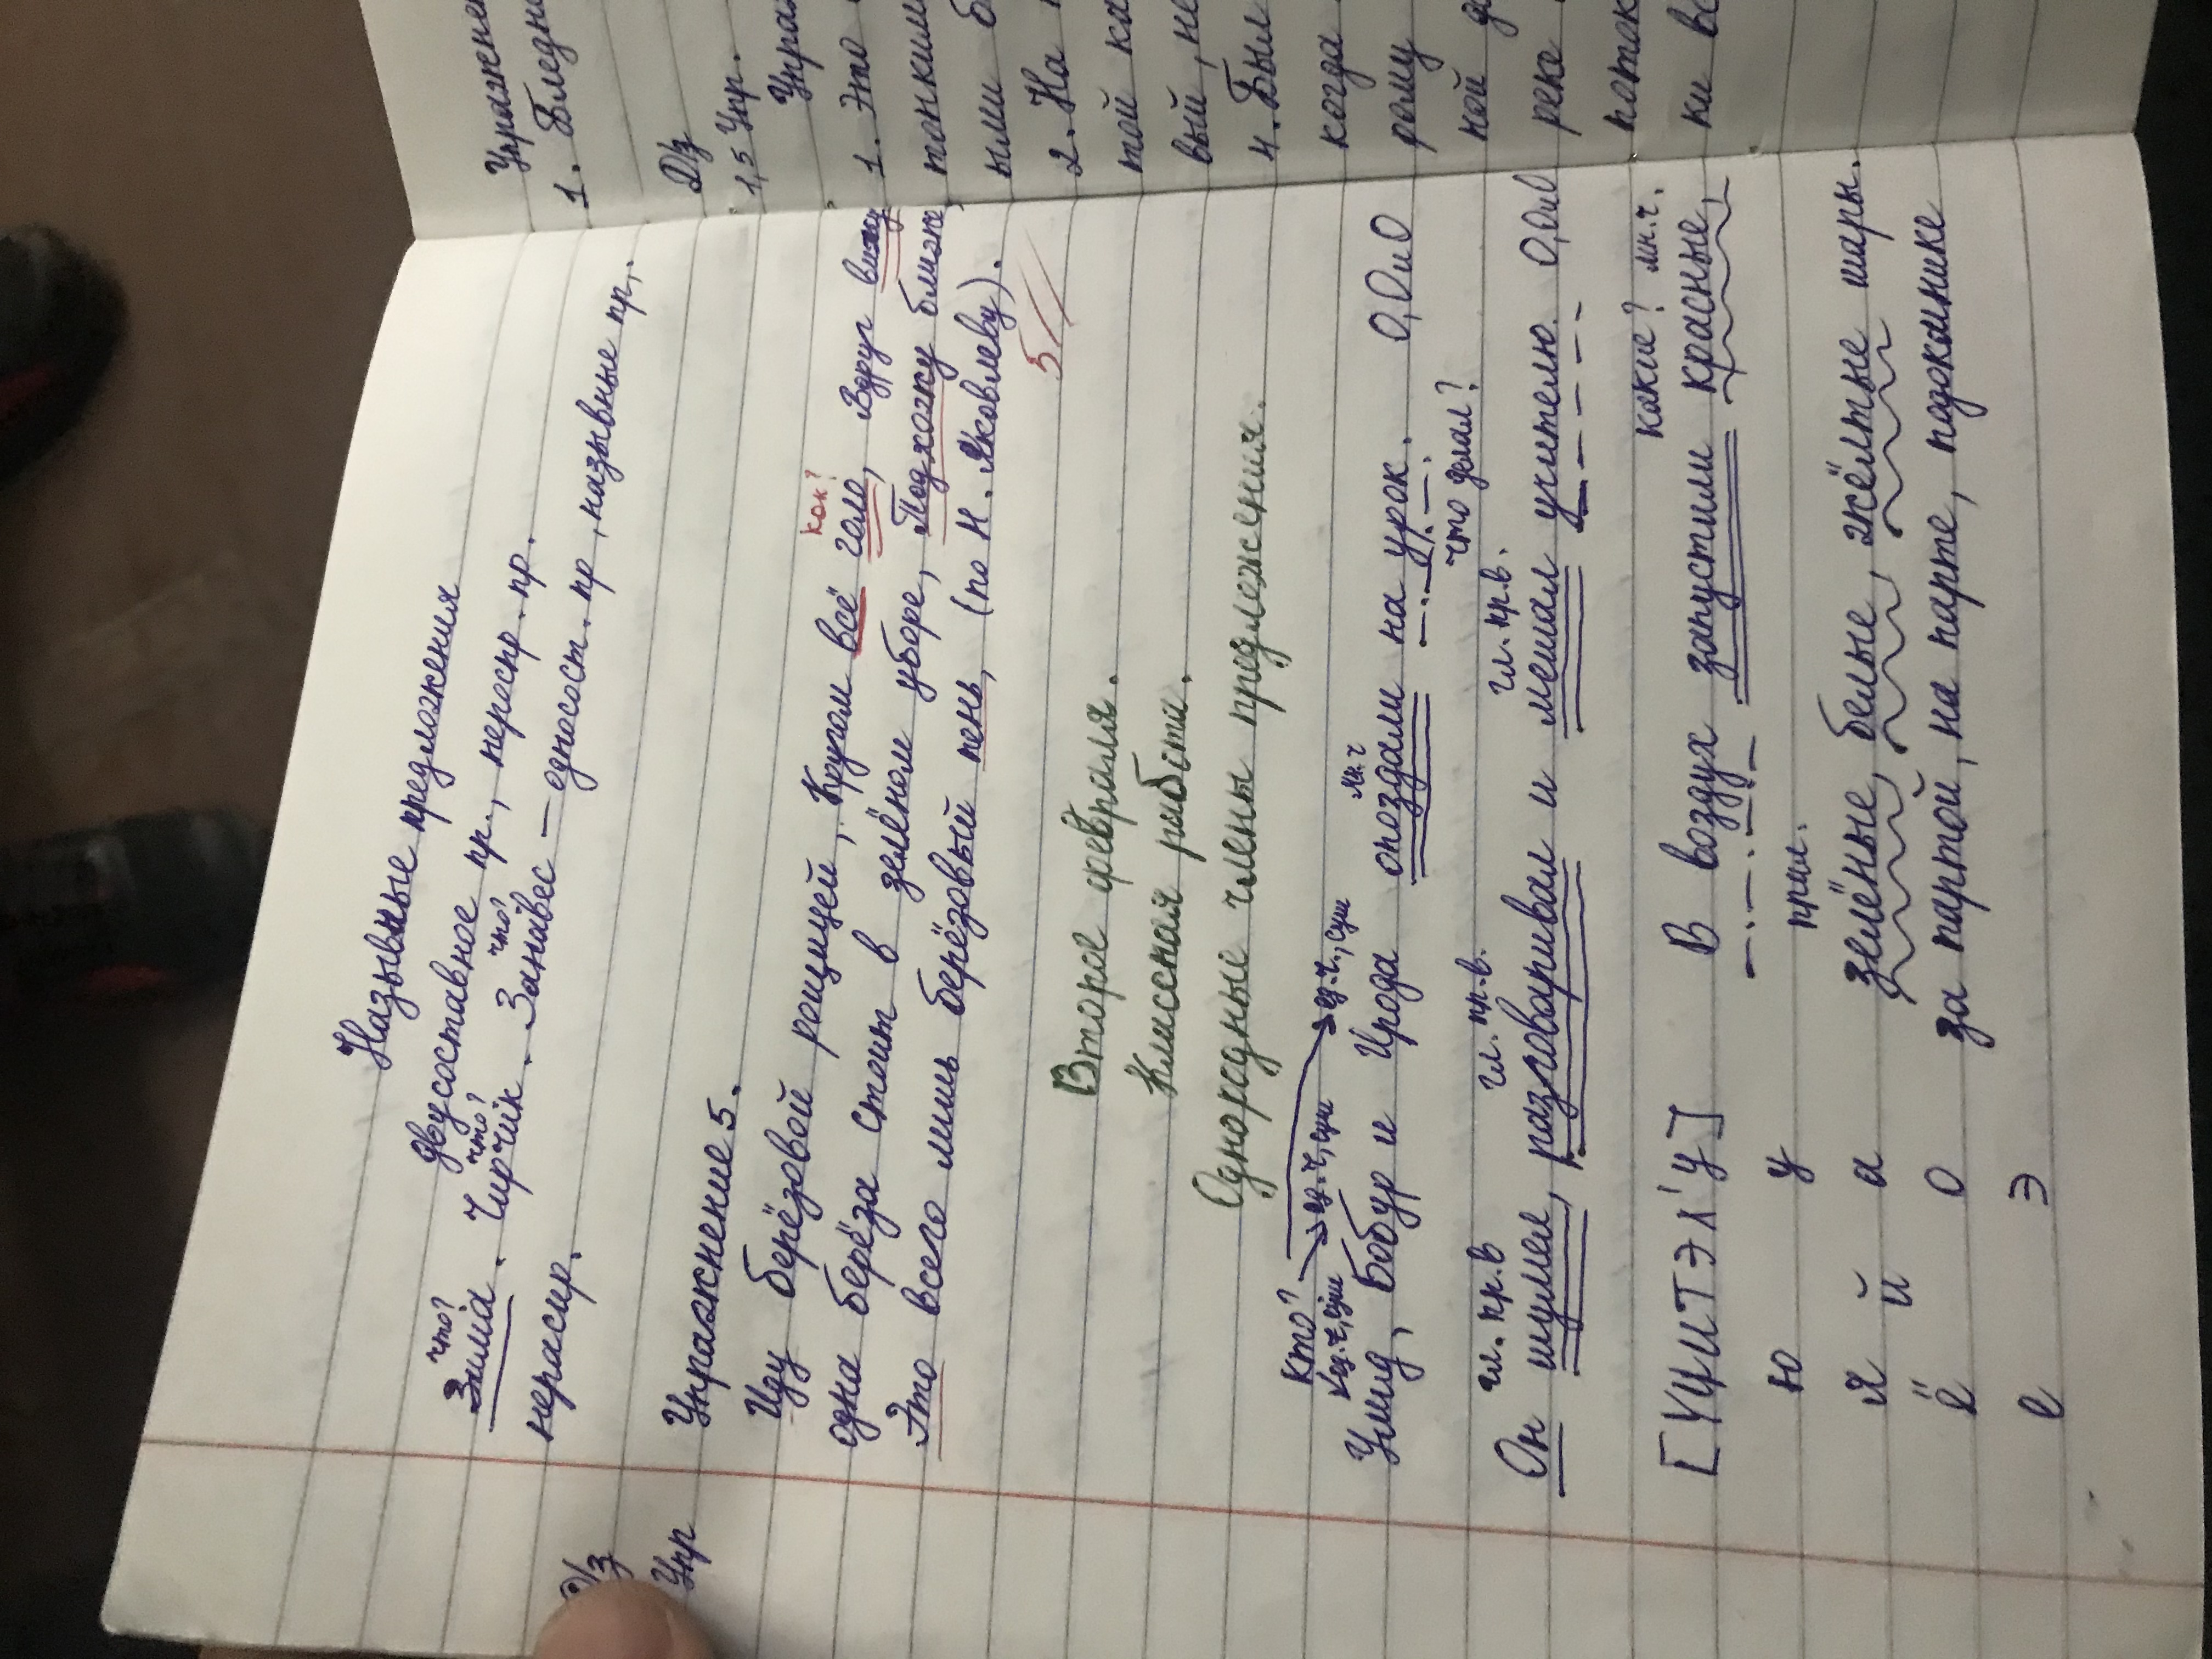 Назывные предложения
двусоставное пр., нероспр. пр.
что? что? что?
Зима. Чирчик. Занавес – односост. пр, назывные пр,.
нераспр.
Д/з
Упр
Упражнение 5.
Иду берёзовой рощицей, Кругом всё голо, Вдруг вижу
как?
одна берёза стоит в зелёном уборе, Подхожу ближе
Это всего лишь берёзовый пень, (по Н. Яковлеву).
5//
Второе февраля.
Классная работа.
Однородные члены предложения.
кто?
ед.ч, сущ ед.ч, сущ ед.ч., сущ
мн.ч
Умид, Бобур и Ирода опоздали на урок. О,О и О
что делал?
гл. пр.в гл. пр.в. гл. пр.в.
Он шумел, разговаривал и мешал учителю. О,О и О
какие? мн.ч.
[УЧИТЭЛ'У] В воздух запустили красные,
ю у прил.
я й а зелёные, белые, жёлтые шары.
ё о за партой, на парте, подокмнике
е э
Упражнен
1. Бледн
Д/з
1,5 Упр.
Упраж
1. Это
тонким
ыми б
2. На
той ка
вый, не
4. Был
когда
рому
ной до
реке
поток
ки вс